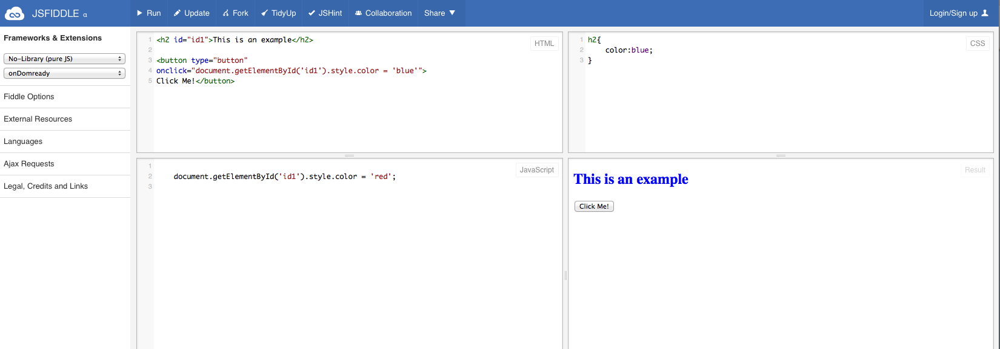 JSFIDDLE α
Run Update Fork TidyUp JSHint Collaboration Share Login/Sign up
Frameworks & Extensions
No-Library (pure JS)
onDomready
Fiddle Options
External Resources
Languages
Ajax Requests
Legal, Credits and Links
HTML
1 <h2 id="id1">This is an example</h2>
2
3 <button type="button"
4 onclick="document.getElementById('id1').style.color = 'blue'">
5 Click Me!</button>
CSS
1 h2{
2     color:blue;
3 }
JavaScript
1
2     document.getElementById('id1').style.color = 'red';
3
Result
This is an example
Click Me!